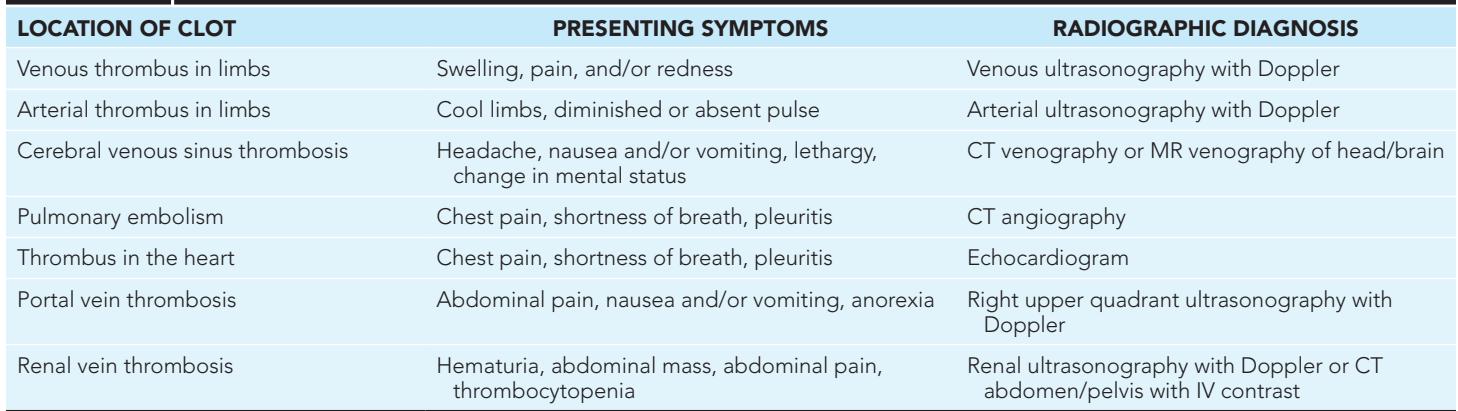 LOCATION OF CLOT PRESENTING SYMPTOMS RADIOGRAPHIC DIAGNOSIS
Venous thrombus in limbs Swelling, pain, and/or redness Venous ultrasonography with Doppler
Arterial thrombus in limbs Cool limbs, diminished or absent pulse Arterial ultrasonography with Doppler
Cerebral venous sinus thrombosis Headache, nausea and/or vomiting, lethargy, CT venography or MR venography of head/brain
change in mental status
Pulmonary embolism Chest pain, shortness of breath, pleuritis CT angiography
Thrombus in the heart Chest pain, shortness of breath, pleuritis Echocardiogram
Portal vein thrombosis Abdominal pain, nausea and/or vomiting, anorexia Right upper quadrant ultrasonography with
Doppler
Renal vein thrombosis Hematuria, abdominal mass, abdominal pain, Renal ultrasonography with Doppler or CT
thrombocytopenia abdomen/pelvis with IV contrast